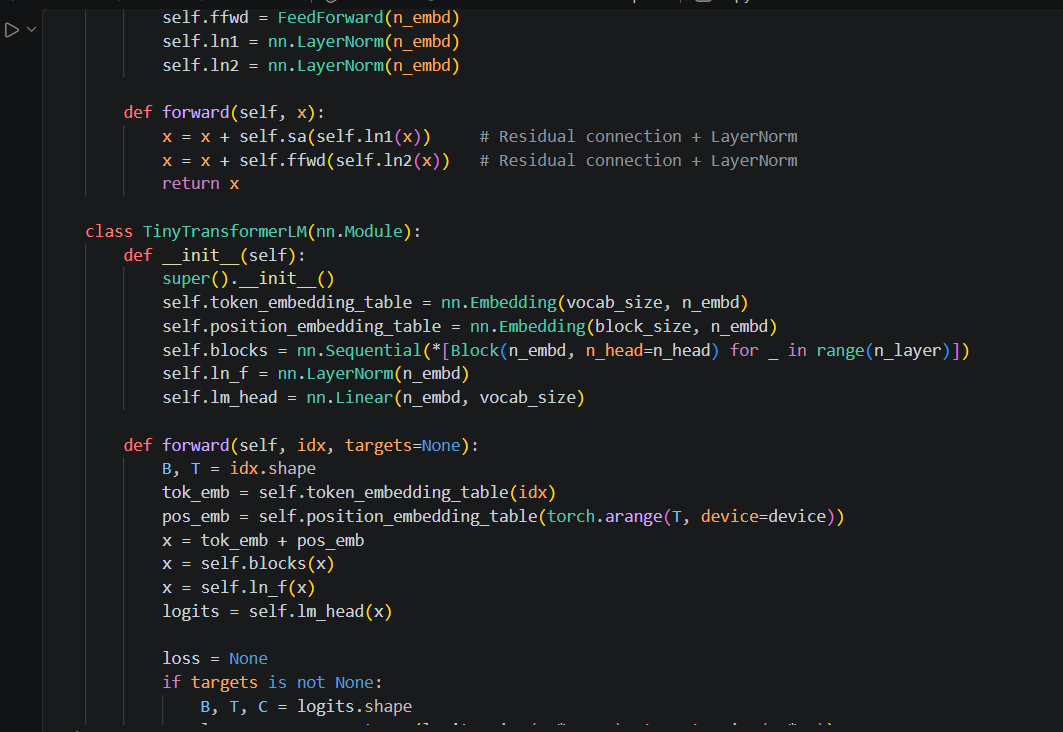 self.ffwd = FeedForward(n_embd)
self.ln1 = nn.LayerNorm(n_embd)
self.ln2 = nn.LayerNorm(n_embd)
def forward(self, x):
x = x + self.sa(self.ln1(x))     # Residual connection + LayerNorm
x = x + self.ffwd(self.ln2(x))   # Residual connection + LayerNorm
return x
class TinyTransformerLM(nn.Module):
def __init__(self):
super().__init__()
self.token_embedding_table = nn.Embedding(vocab_size, n_embd)
self.position_embedding_table = nn.Embedding(block_size, n_embd)
self.blocks = nn.Sequential(*[Block(n_embd, n_head=n_head) for _ in range(n_layer)])
self.ln_f = nn.LayerNorm(n_embd)
self.lm_head = nn.Linear(n_embd, vocab_size)
def forward(self, idx, targets=None):
B, T = idx.shape
tok_emb = self.token_embedding_table(idx)
pos_emb = self.position_embedding_table(torch.arange(T, device=device))
x = tok_emb + pos_emb
x = self.blocks(x)
x = self.ln_f(x)
logits = self.lm_head(x)
loss = None
if targets is not None:
B, T, C = logits.shape